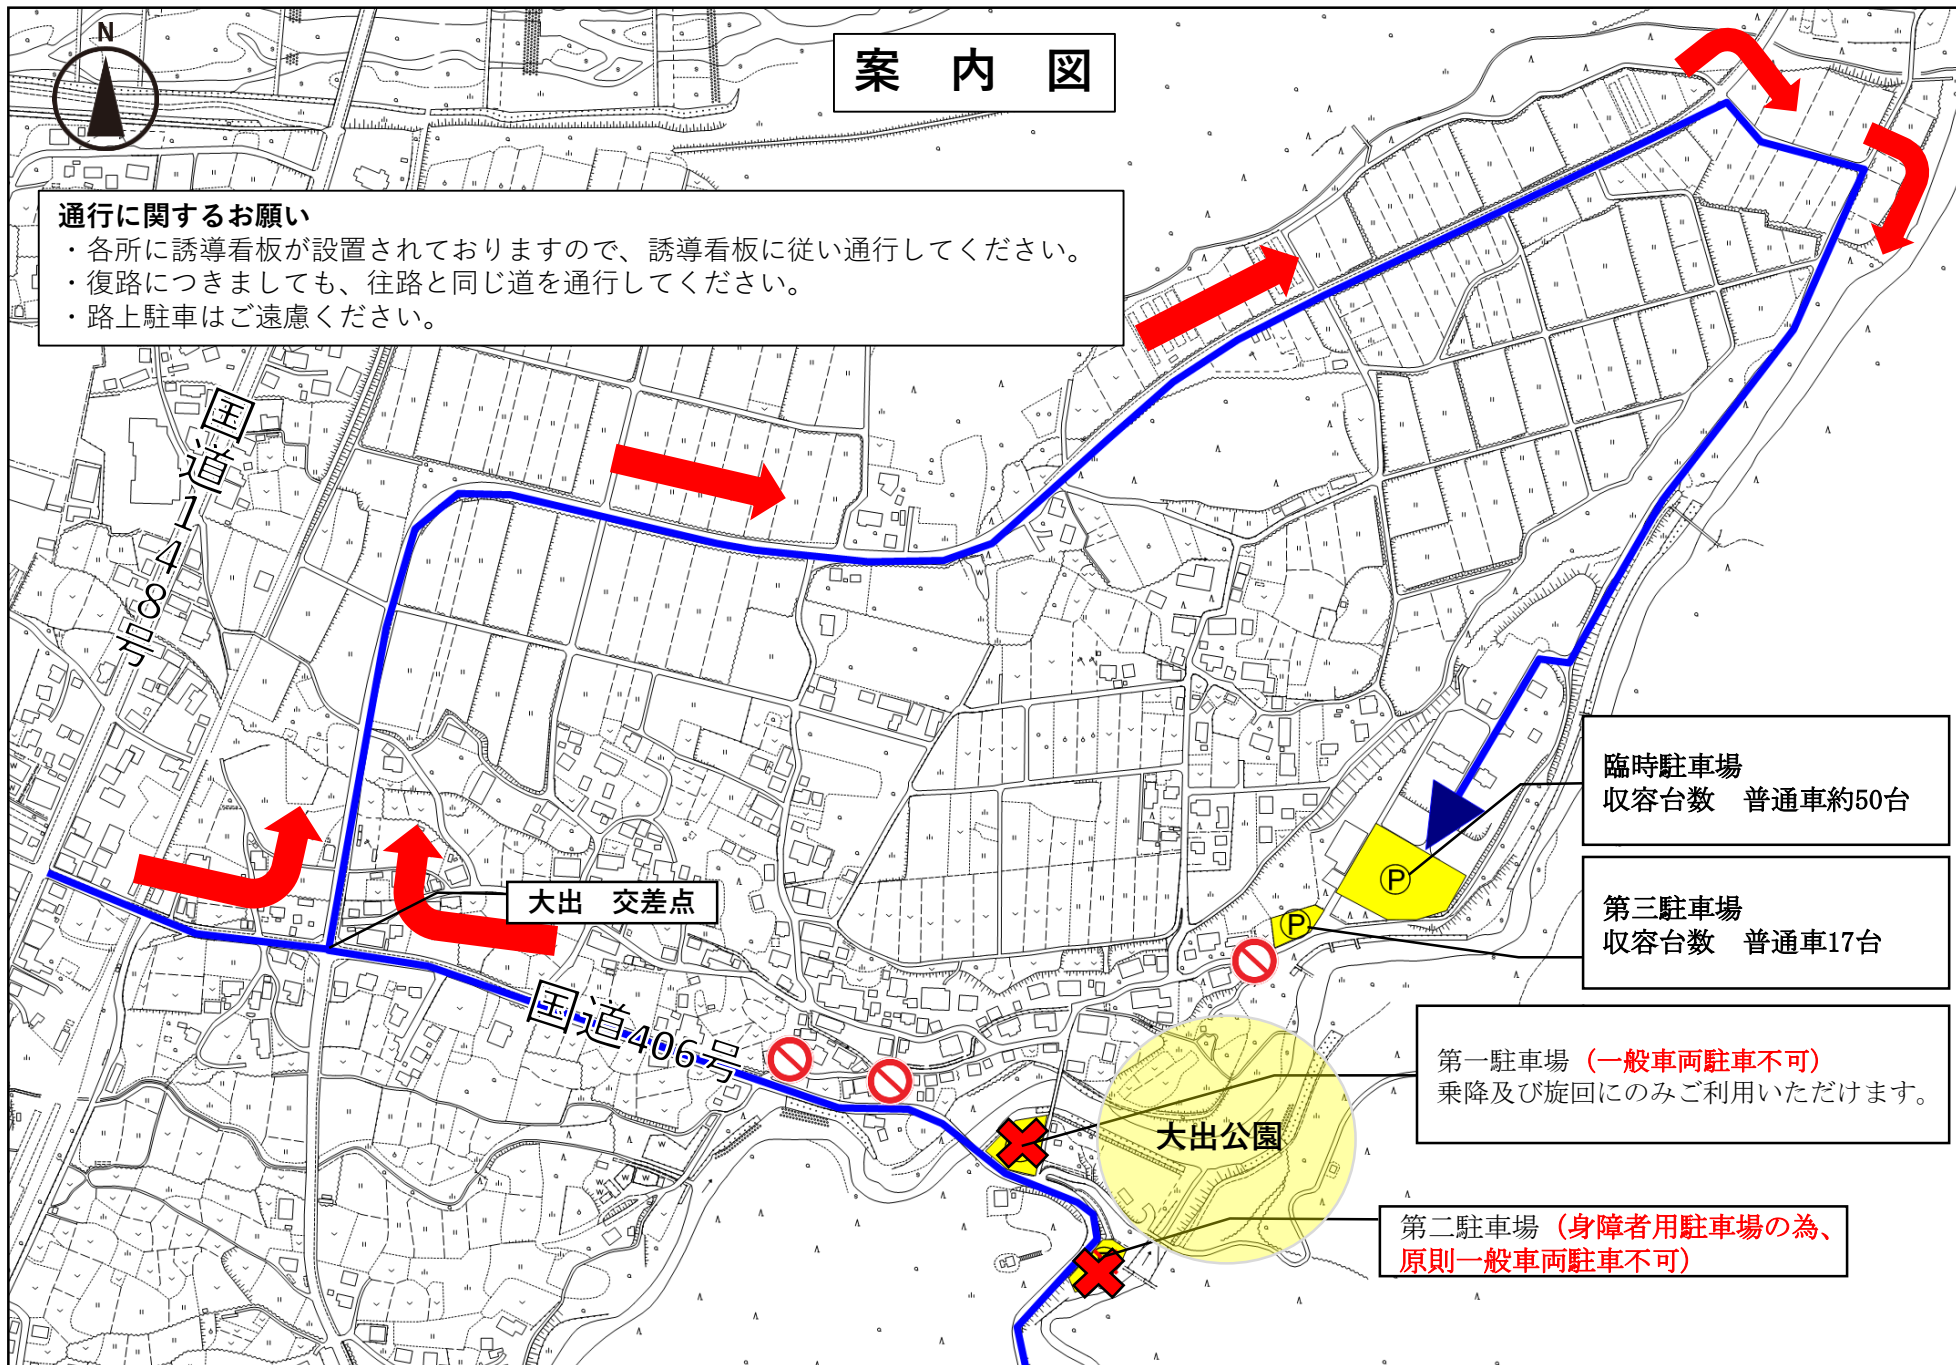 N
案　内　図
通行に関するお願い
・各所に誘導看板が設置されておりますので、誘導看板に従い通行してください。
・復路につきましても、往路と同じ道を通行してください。
・路上駐車はご遠慮ください。
国道148号
大出　交差点
国道406号
臨時駐車場
収容台数　普通車約50台
第三駐車場
収容台数　普通車17台
P
P
第一駐車場（一般車両駐車不可）
乗降及び旋回にのみご利用いただけます。
大出公園
第二駐車場（身障者用駐車場の為、
原則一般車両駐車不可）